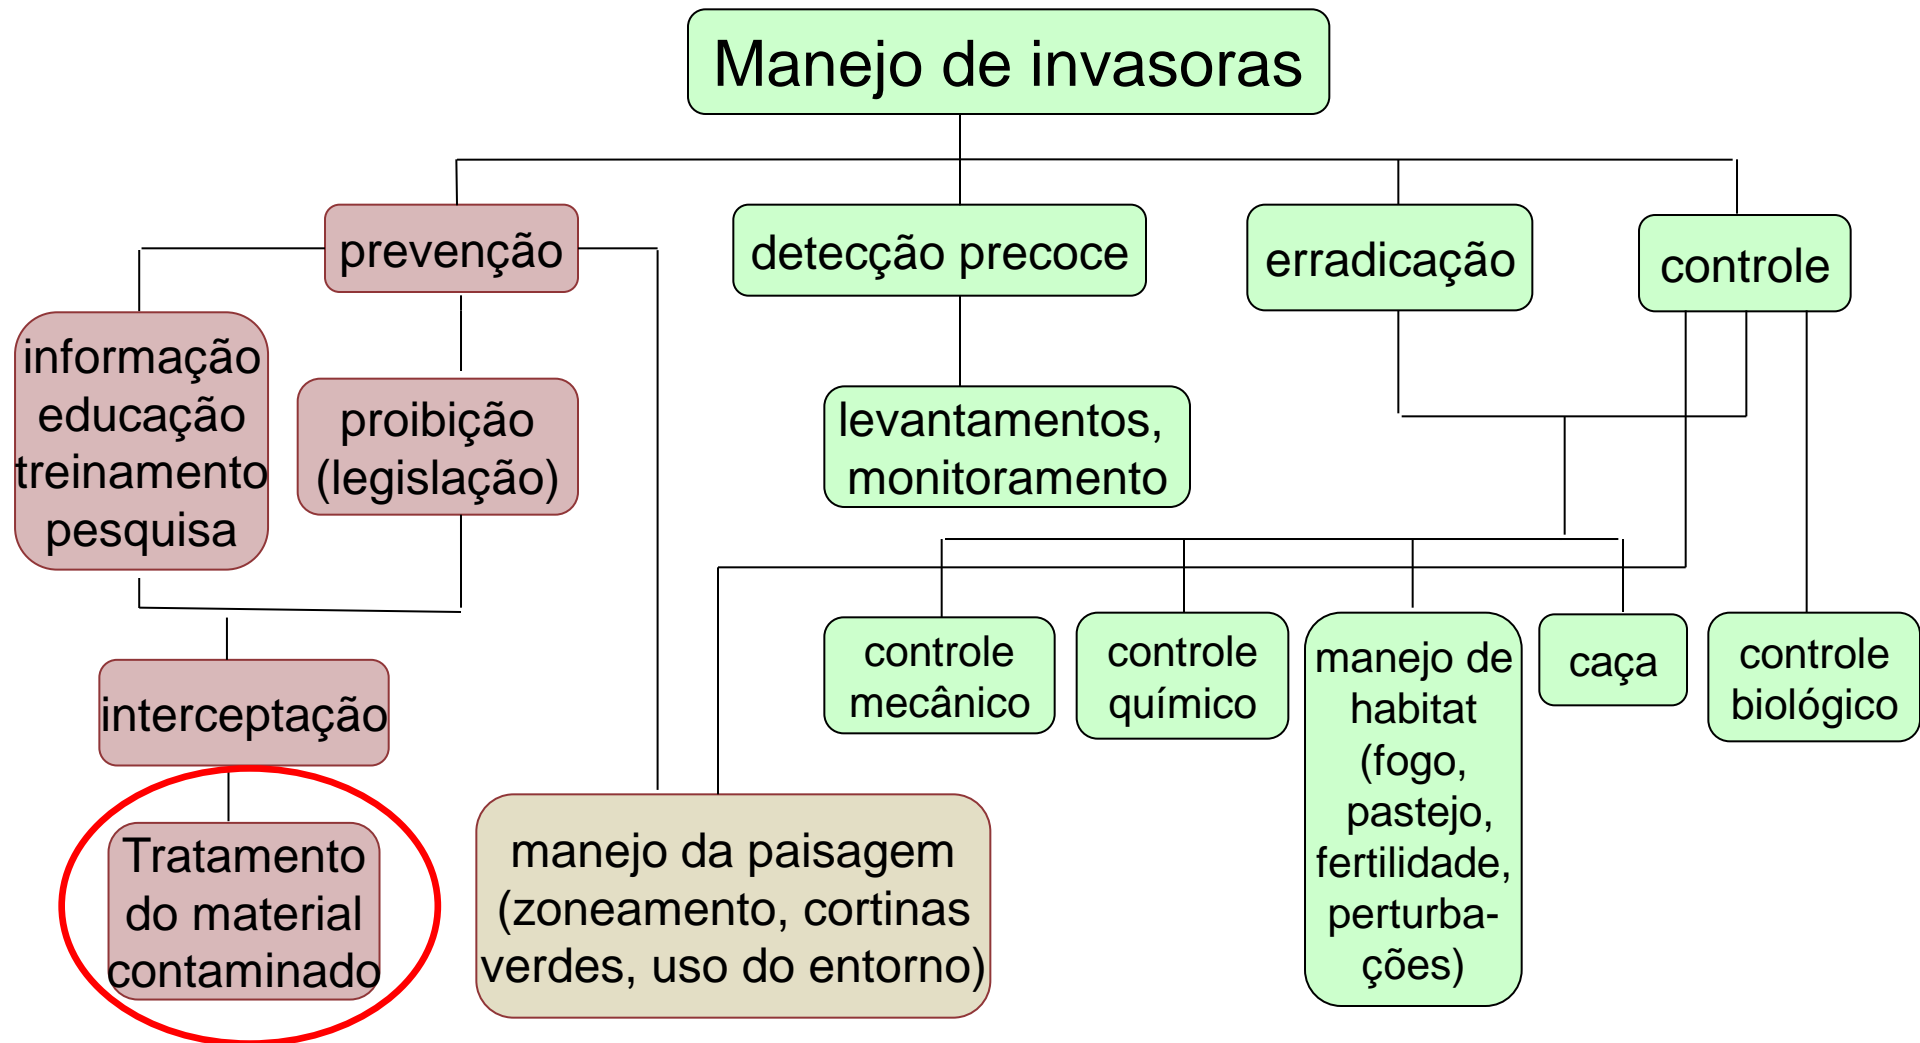 Manejo de invasoras
prevenção
detecção precoce
erradicação
controle
informação
educação
treinamento
pesquisa
proibição
(legislação)
levantamentos,
monitoramento
interceptação
controle
mecânico
controle
químico
manejo de
habitat
(fogo,
pastejo,
fertilidade,
perturba-
ções)
caça
controle
biológico
Tratamento
do material
contaminado
manejo da paisagem
(zoneamento, cortinas
verdes, uso do entorno)